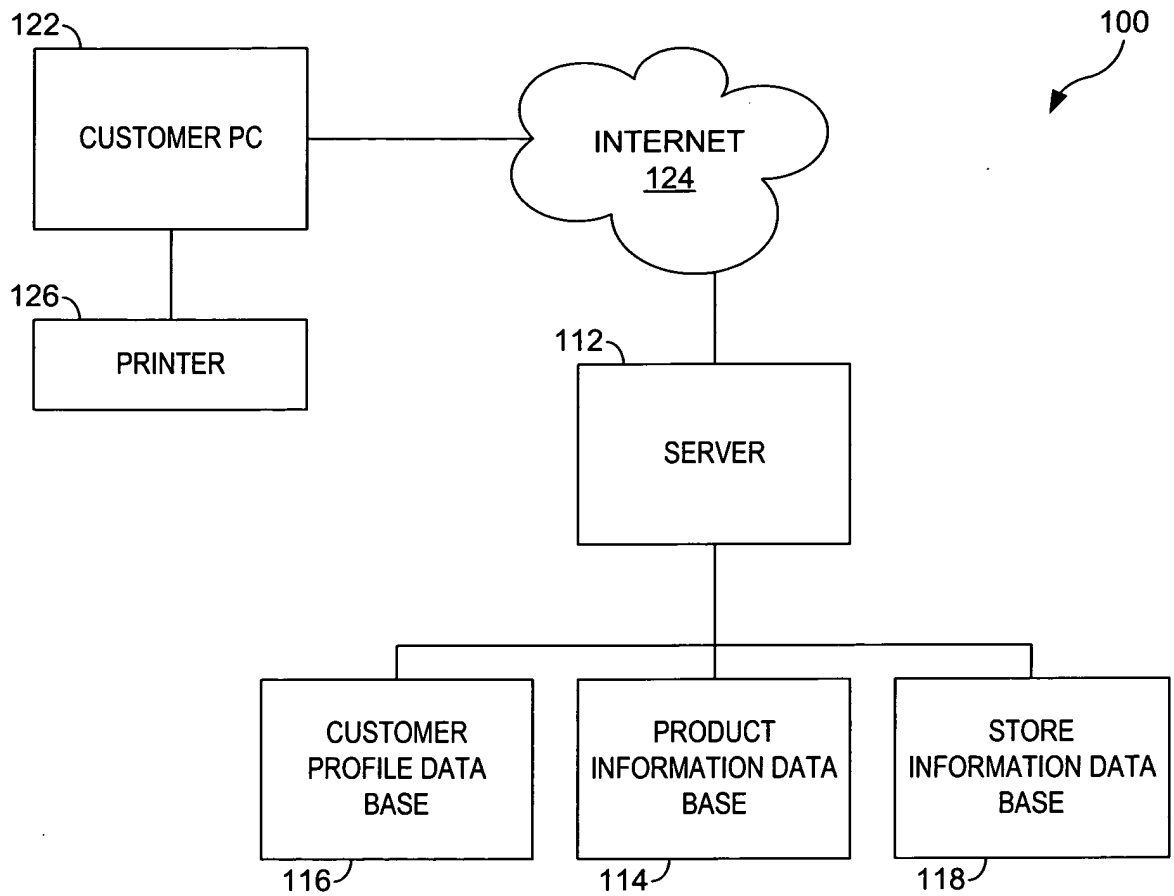 122
100
CUSTOMER PC
INTERNET
124
126
PRINTER
112
SERVER
CUSTOMER
PROFILE DATA
BASE
PRODUCT
INFORMATION DATA
BASE
STORE
INFORMATION DATA
BASE
116
114
118